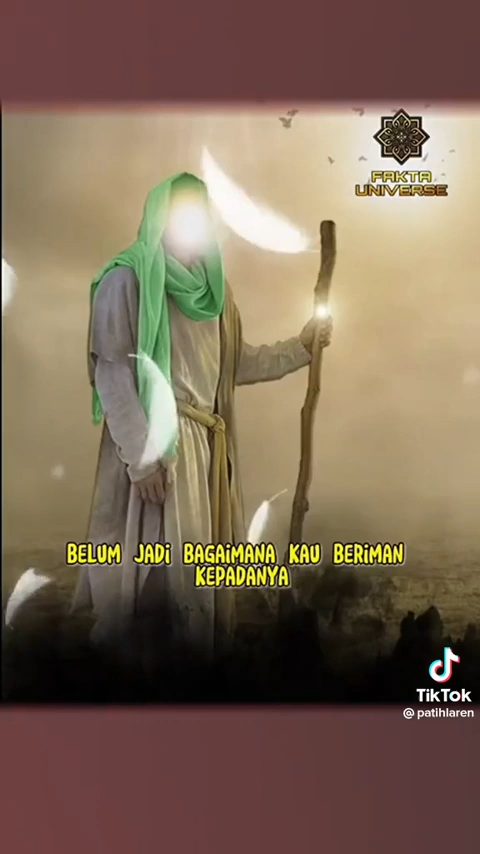 FAKTA
UNIVERSE
BELUM JADI BAGAIMANA KAU BERIMAN
KEPADANYA
TikTok
@ patihlaren